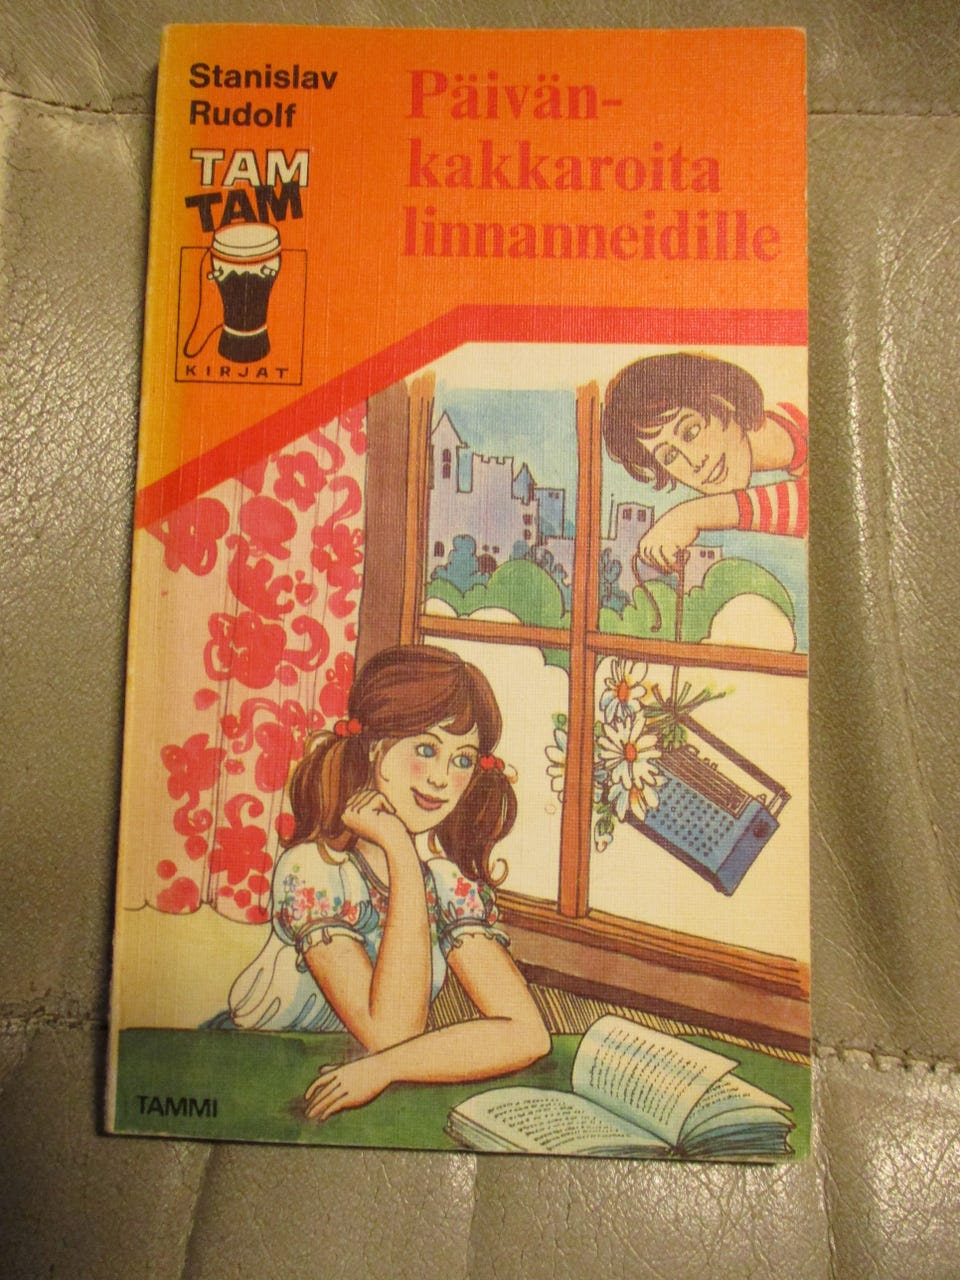 Stanislav
Rudolf
TAM
TAM
KIRJAT
Päivän-
kakkaroita
linnanneidille
TAMMI